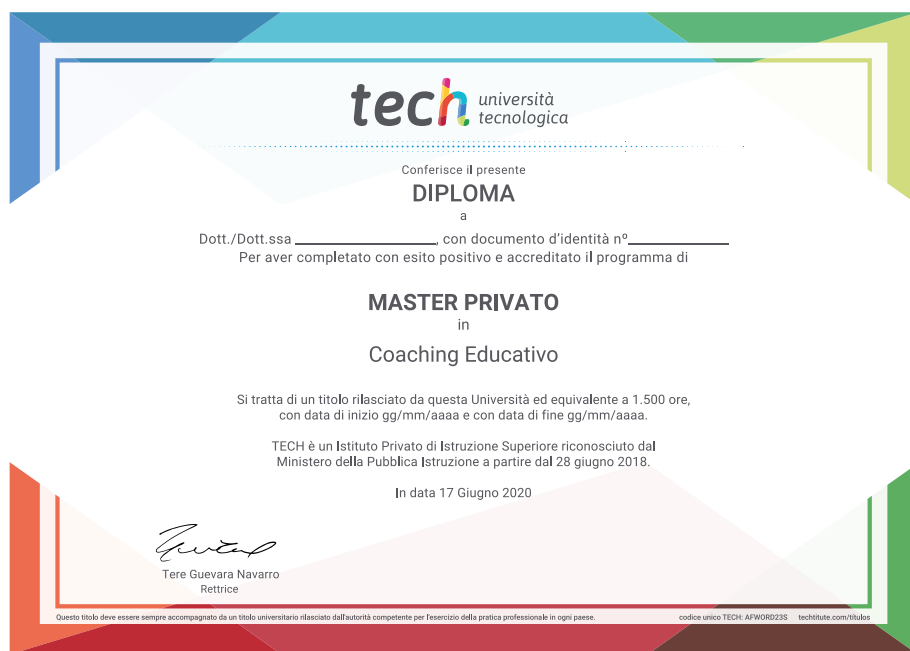 tech università
tecnologica
Conferisce il presente
DIPLOMA
a
Dott./Dott.ssa ________________, con documento d'identità nº____________
Per aver completato con esito positivo e accreditato il programma di
MASTER PRIVATO
in
Coaching Educativo
Si tratta di un titolo rilasciato da questa Università ed equivalente a 1.500 ore,
con data di inizio gg/mm/aaaa e con data di fine gg/mm/aaaa.
TECH è un Istituto Privato di Istruzione Superiore riconosciuto dal
Ministero della Pubblica Istruzione a partire dal 28 giugno 2018.
In data 17 Giugno 2020
Tere Guevara Navarro
Rettrice
Questo titolo deve essere sempre accompagnato da un titolo universitario rilasciato dall'autorità competente per l'esercizio della pratica professionale in ogni paese. codice unico TECH: AFWORD23S techtitute.com/títulos